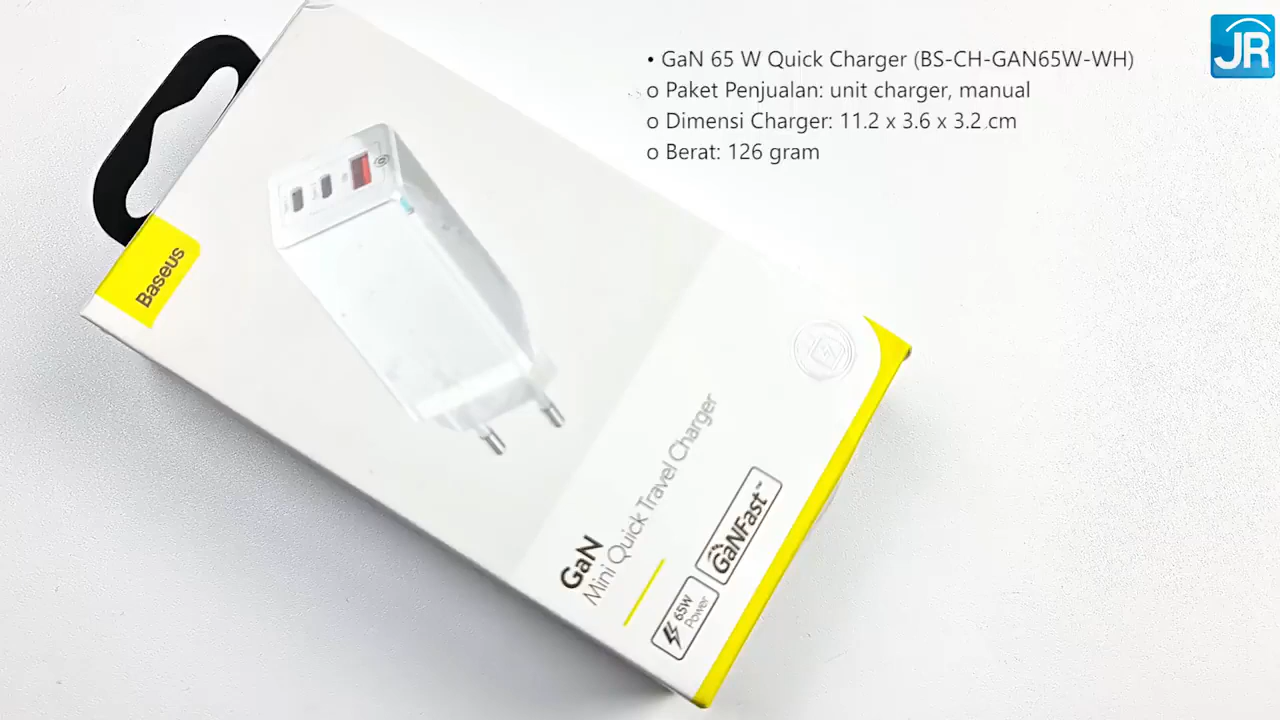 JR
• GaN 65 W Quick Charger (BS-CH-GAN65W-WH)
o Paket Penjualan: unit charger, manual
o Dimensi Charger: 11.2 x 3.6 x 3.2 cm
o Berat: 126 gram
Baseus
GaN
Mini Quick Travel Charger
65W
Power
GaNFast™